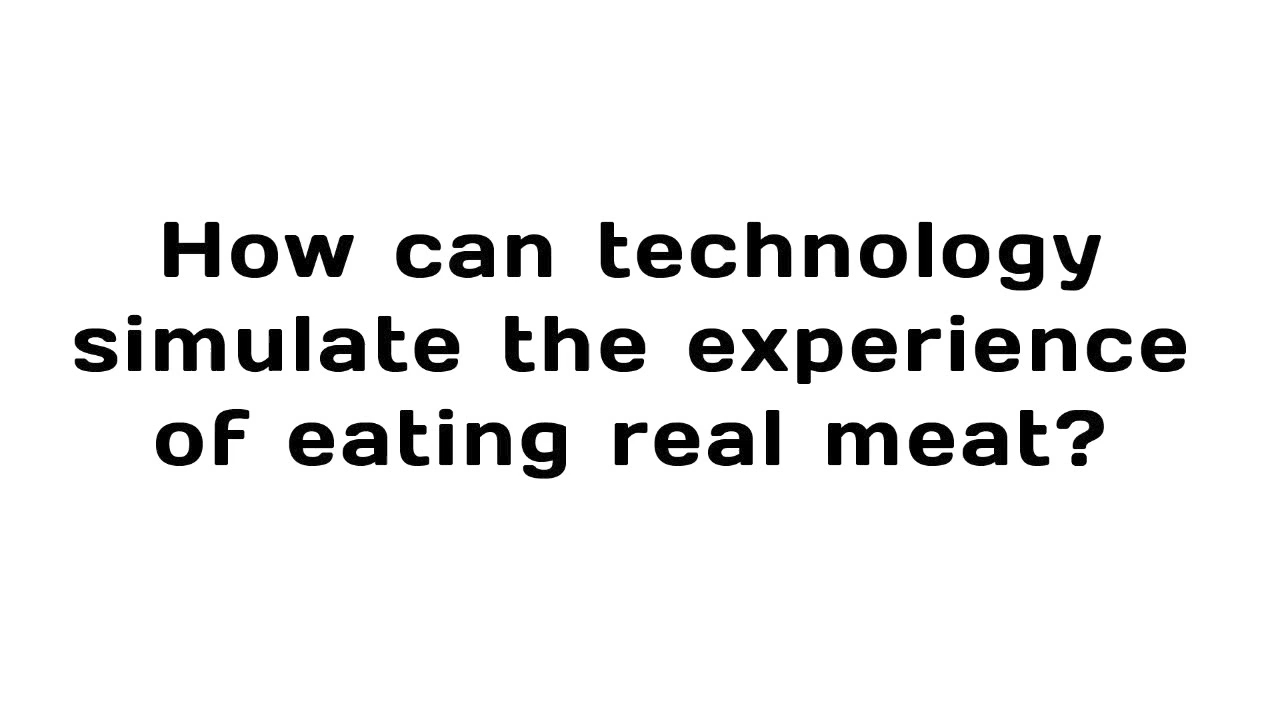 How can technology
simulate the experience
of eating real meat?